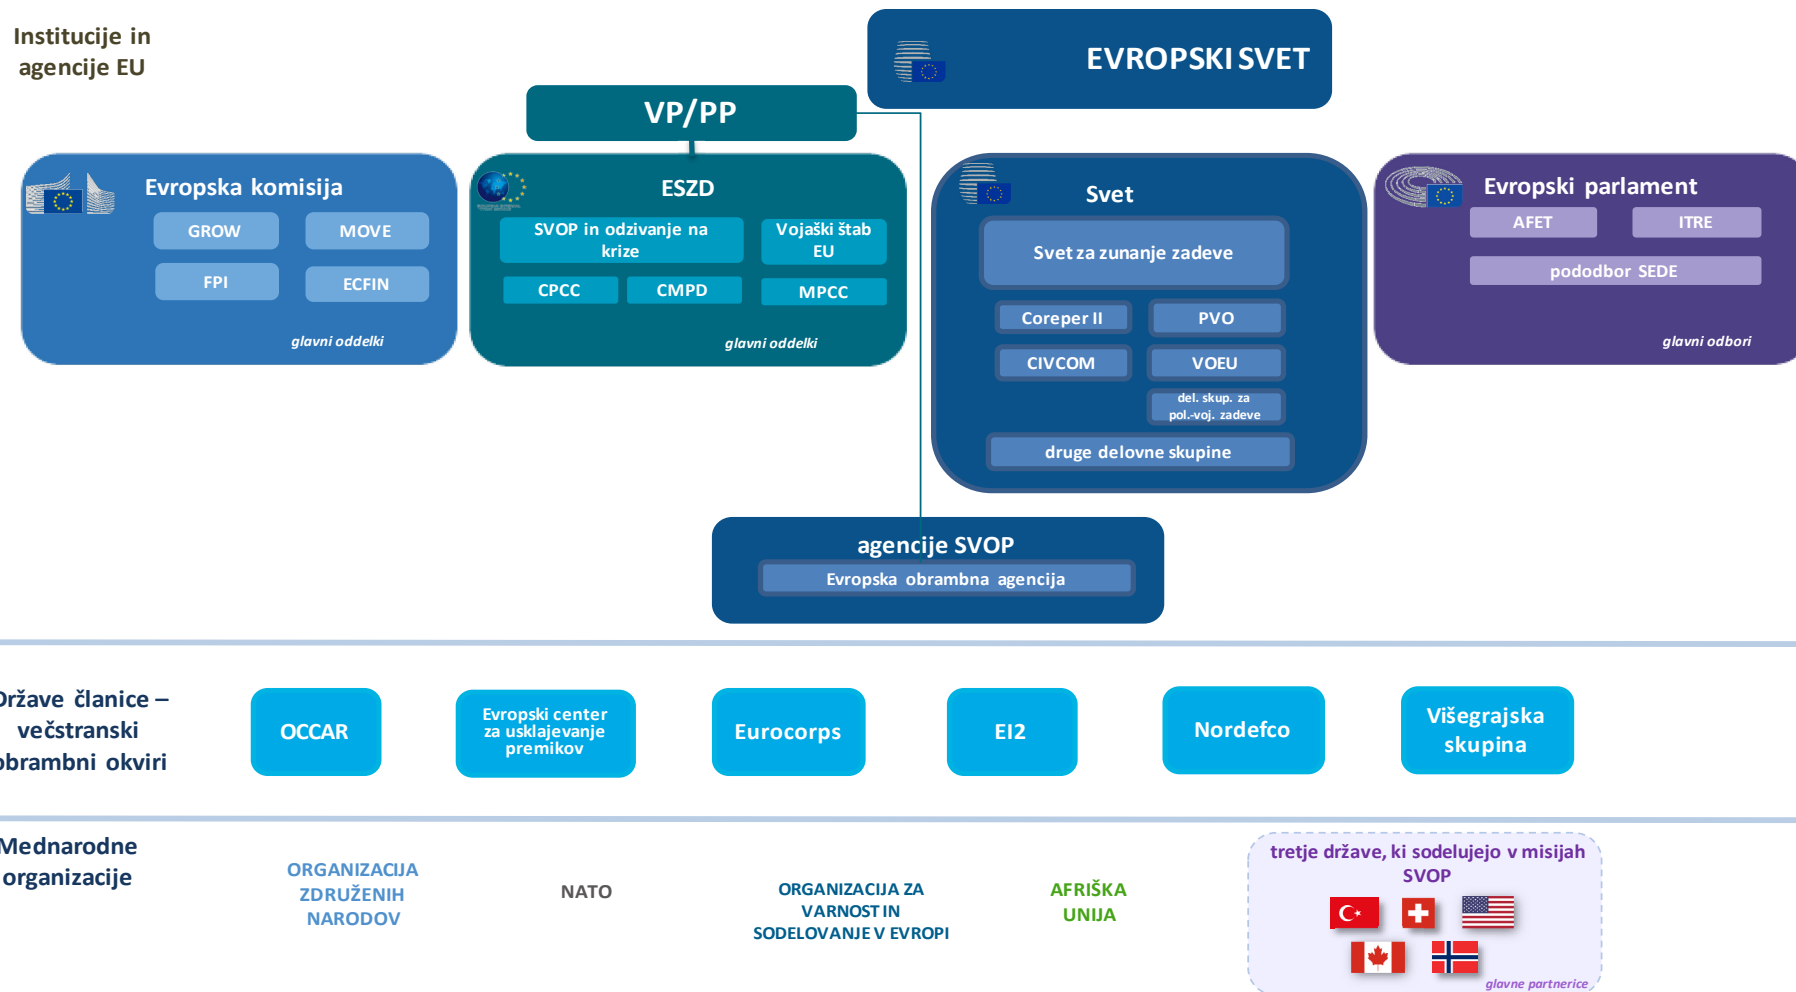 Institucije in
agencije EU
EVROPSKI SVET
VP/PP
Evropska komisija
GROW
MOVE
FPI
ECFIN
glavni oddelki
ESZD
SVOP in odzivanje na
krize
Vojaški štab
EU
CPCC
CMPD
MPCC
glavni oddelki
Svet
Svet za zunanje zadeve
Coreper II
PVO
CIVCOM
VOEU
del. skup. za
pol.-voj. zadeve
druge delovne skupine
Evropski parlament
AFET
ITRE
pododbor SEDE
glavni odbori
agencije SVOP
Evropska obrambna agencija
Države članice –
večstranski
obrambni okviri
OCCAR
Evropski center
za usklajevanje
premikov
Eurocorps
EI2
Nordefco
Višegrajska
skupina
Mednarodne
organizacije
ORGANIZACIJA
ZDRUŽENIH
NARODOV
NATO
ORGANIZACIJA ZA
VARNOST IN
SODELOVANJE V EVROPI
AFRIŠKA
UNIJA
tretje države, ki sodelujejo v misijah
SVOP
glavne partnerice